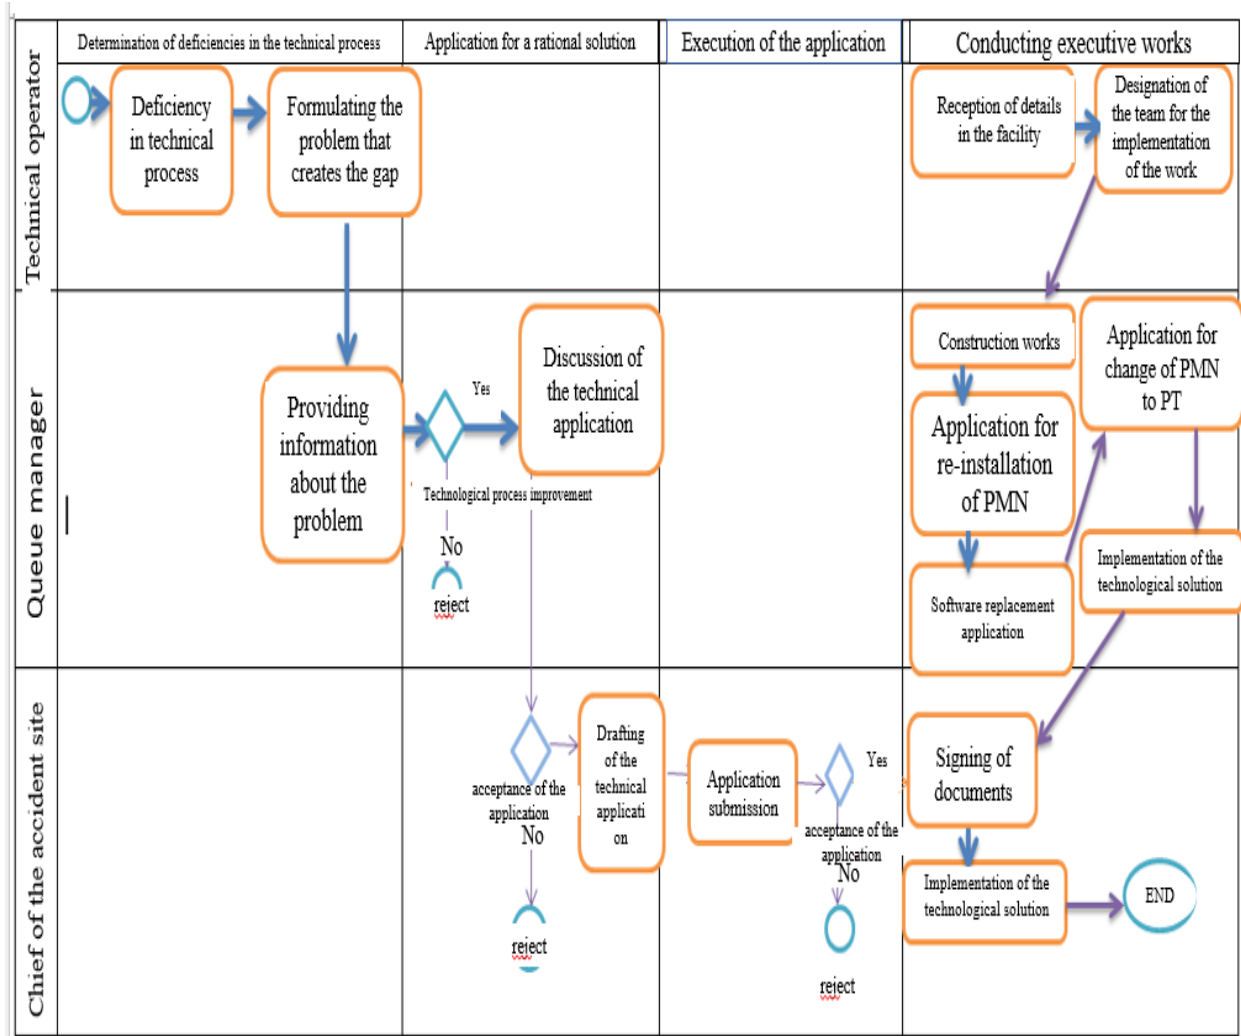 Determination of deficiencies in the technical process
Application for a rational solution
Execution of the application
Conducting executive works
Technical operator
Deficiency
in technical
process
Formulating the
problem that
creates the gap
Reception of details
in the facility
Designation of
the team for the
implementation
of the work
Queue manager
Providing
information
about the
problem
Yes
Technological process improvement
No
reject
Discussion of
the technical
application
Construction works
Application for
re-installation
of PMN
Software replacement
application
Application for
change of PMN
to PT
Implementation of the
technological solution
Chief of the accident site
acceptance of the
application
No
reject
Drafting
of the
technical
applicati
on
Application
submission
Yes
acceptance of the
application
No
reject
Signing of
documents
Implementation of the
technological solution
END